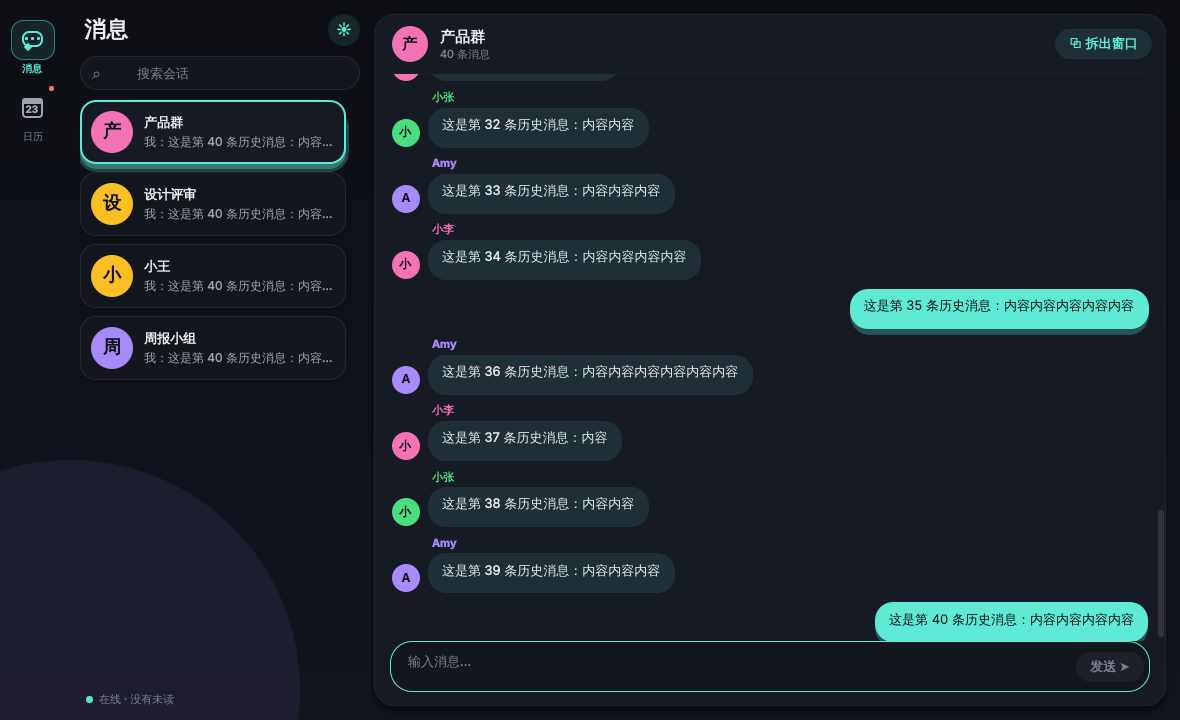 消息
23
日历
消息
搜索会话
产
产品群
我：这是第 40 条历史消息：内容...
设
设计评审
我：这是第 40 条历史消息：内容...
小
小王
我：这是第 40 条历史消息：内容...
周
周报小组
我：这是第 40 条历史消息：内容...
在线 · 没有未读
产
产品群
40 条消息
拆出窗口
小张
小
这是第 32 条历史消息：内容内容
Amy
A
这是第 33 条历史消息：内容内容内容
小李
小
这是第 34 条历史消息：内容内容内容内容
这是第 35 条历史消息：内容内容内容内容内容
Amy
A
这是第 36 条历史消息：内容内容内容内容内容内容
小李
小
这是第 37 条历史消息：内容
小张
小
这是第 38 条历史消息：内容内容
Amy
A
这是第 39 条历史消息：内容内容内容
这是第 40 条历史消息：内容内容内容内容
输入消息...
发送 ➤